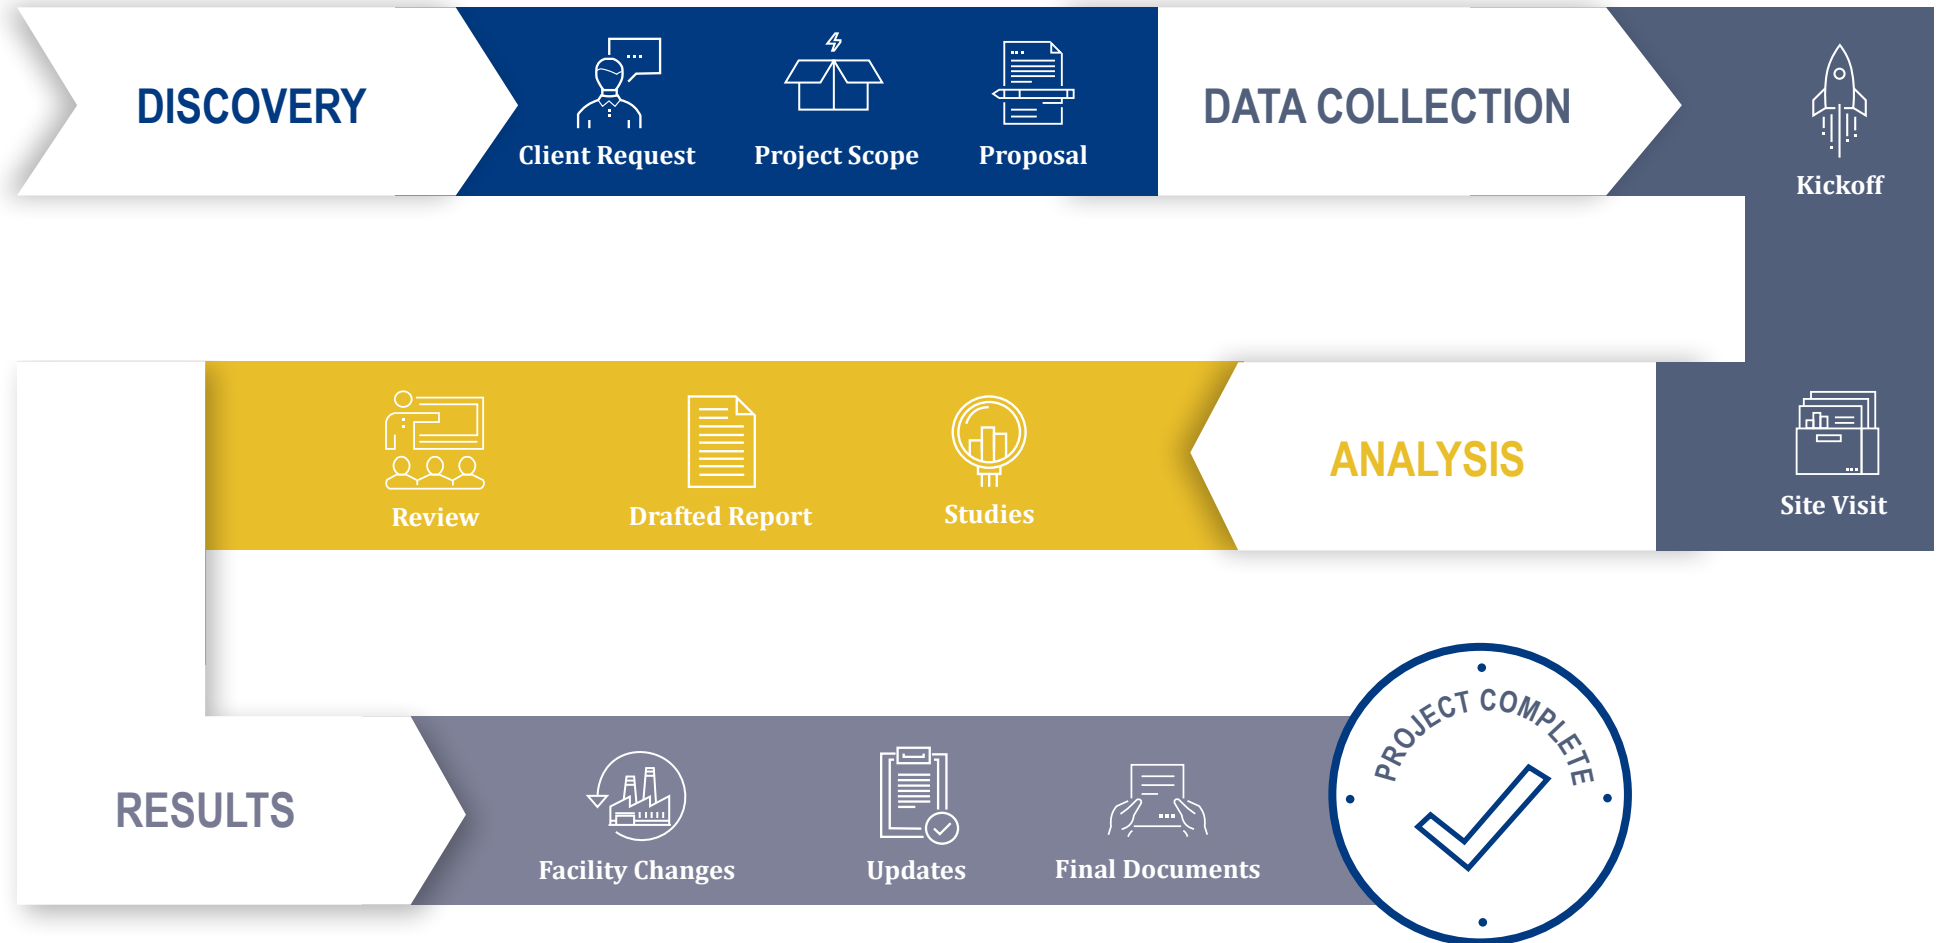 DISCOVERY
Client Request
Project Scope
Proposal
DATA COLLECTION
Kickoff
Site Visit
ANALYSIS
Studies
Drafted Report
Review
RESULTS
Facility Changes
Updates
Final Documents
PROJECT COMPLETE